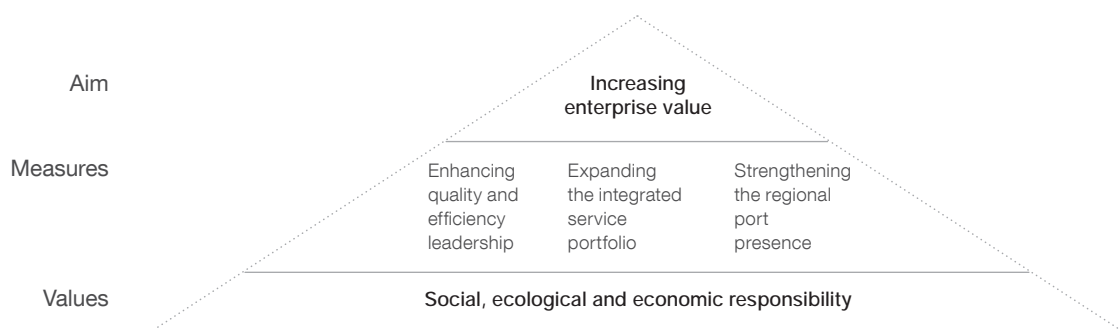 Aim
Increasing
enterprise value
Measures
Enhancing
quality and
efficiency
leadership
Expanding
the integrated
service
portfolio
Strengthening
the regional
port
presence
Values
Social, ecological and economic responsibility